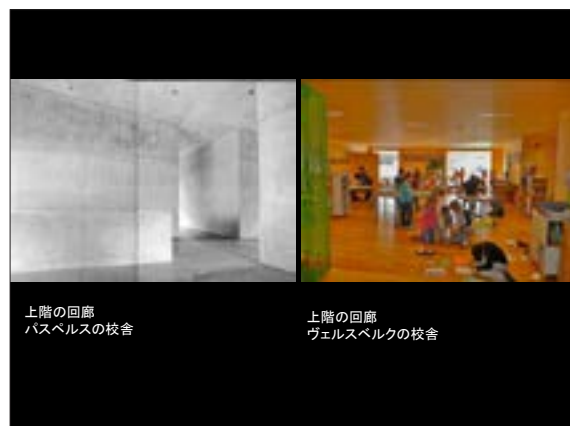 上階の回廊
パスペルスの校舎
上階の回廊
ヴェルスベルクの校舎